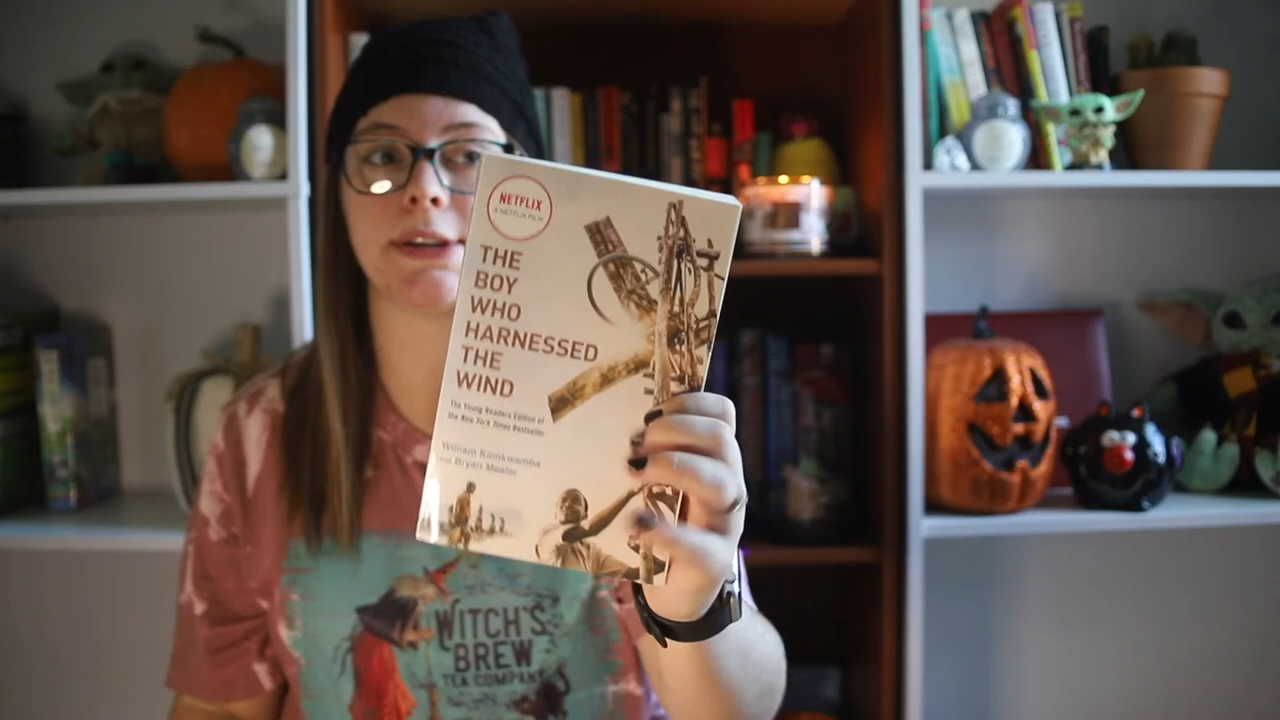 NETFLIX
A NETFLIX FILM
THE
BOY
WHO
HARNESSED
THE
WIND
The Young Readers Edition of
The New York Times Bestseller
William Kamkwamba
and Bryan Mealer
WITCH'S
BREW
TEA COMPANY